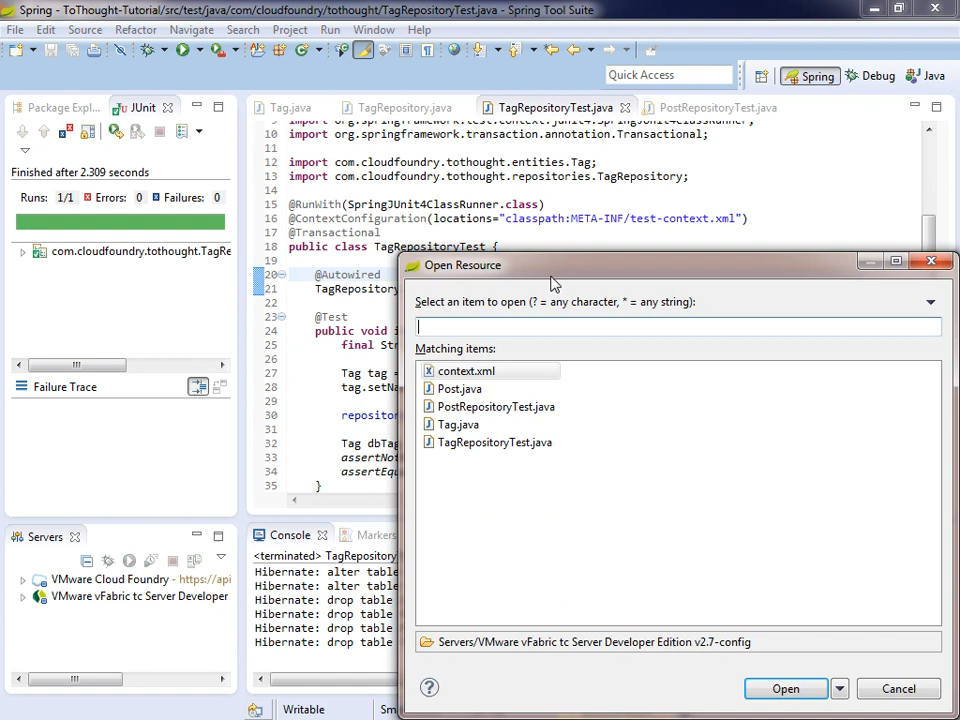 Spring - ToThought-Tutorial/src/test/java/com/cloudfoundry/tothought/TagRepositoryTest.java - Spring Tool Suite
File Edit Source Refactor Navigate Search Project Run Window Help
Quick Access
Spring Debug Java
Package Expl... JUnit
Tag.java TagRepository.java TagRepositoryTest.java PostRepositoryTest.java
Finished after 2.309 seconds
Runs: 1/1 Errors: 0 Failures: 0
com.cloudfoundry.tothought.TagRe
Failure Trace
10 import org.springframework.transaction.annotation.Transactional;
11
12 import com.cloudfoundry.tothought.entities.Tag;
13 import com.cloudfoundry.tothought.repositories.TagRepository;
14
15 @RunWith(SpringJUnit4ClassRunner.class)
16 @ContextConfiguration(locations="classpath:META-INF/test-context.xml")
17 @Transactional
18 public class TagRepositoryTest {
19
20 @Autowired
21 TagRepository
22
23 @Test
24 public void i
25 final Str
26
27 Tag tag =
28 tag.setNa
29
30 repositor
31
32 Tag dbTag
33 assertNot
34 assertEqu
35 }
Servers
VMware Cloud Foundry - https://api
VMware vFabric tc Server Developer
Console Markers
<terminated> TagRepository
Hibernate: alter table
Hibernate: alter table
Hibernate: drop table
Hibernate: drop table
Hibernate: drop table
Hibernate: drop table
Writable
Open Resource
Select an item to open (? = any character, * = any string):
Matching items:
context.xml
Post.java
PostRepositoryTest.java
Tag.java
TagRepositoryTest.java
Servers/VMware vFabric tc Server Developer Edition v2.7-config
Open Cancel